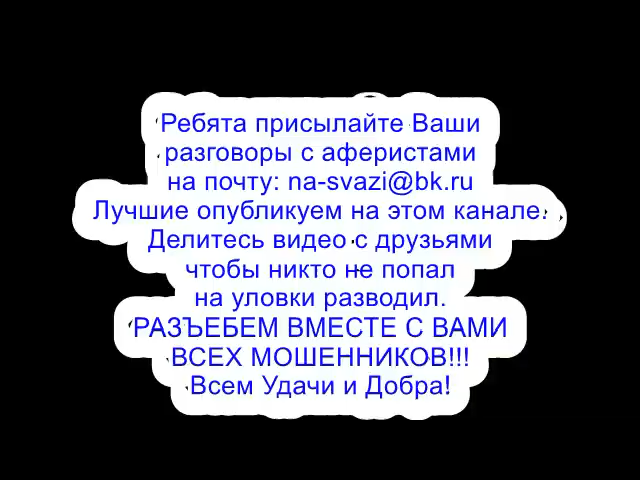 Ребята присылайте Ваши
разговоры с аферистами
на почту: na-svazi@bk.ru
Лучшие опубликуем на этом канале.
Делитесь видео с друзьями
чтобы никто не попал
на уловки разводил.
РАЗЪЕБЕМ ВМЕСТЕ С ВАМИ
ВСЕХ МОШЕННИКОВ!!!
Всем Удачи и Добра!